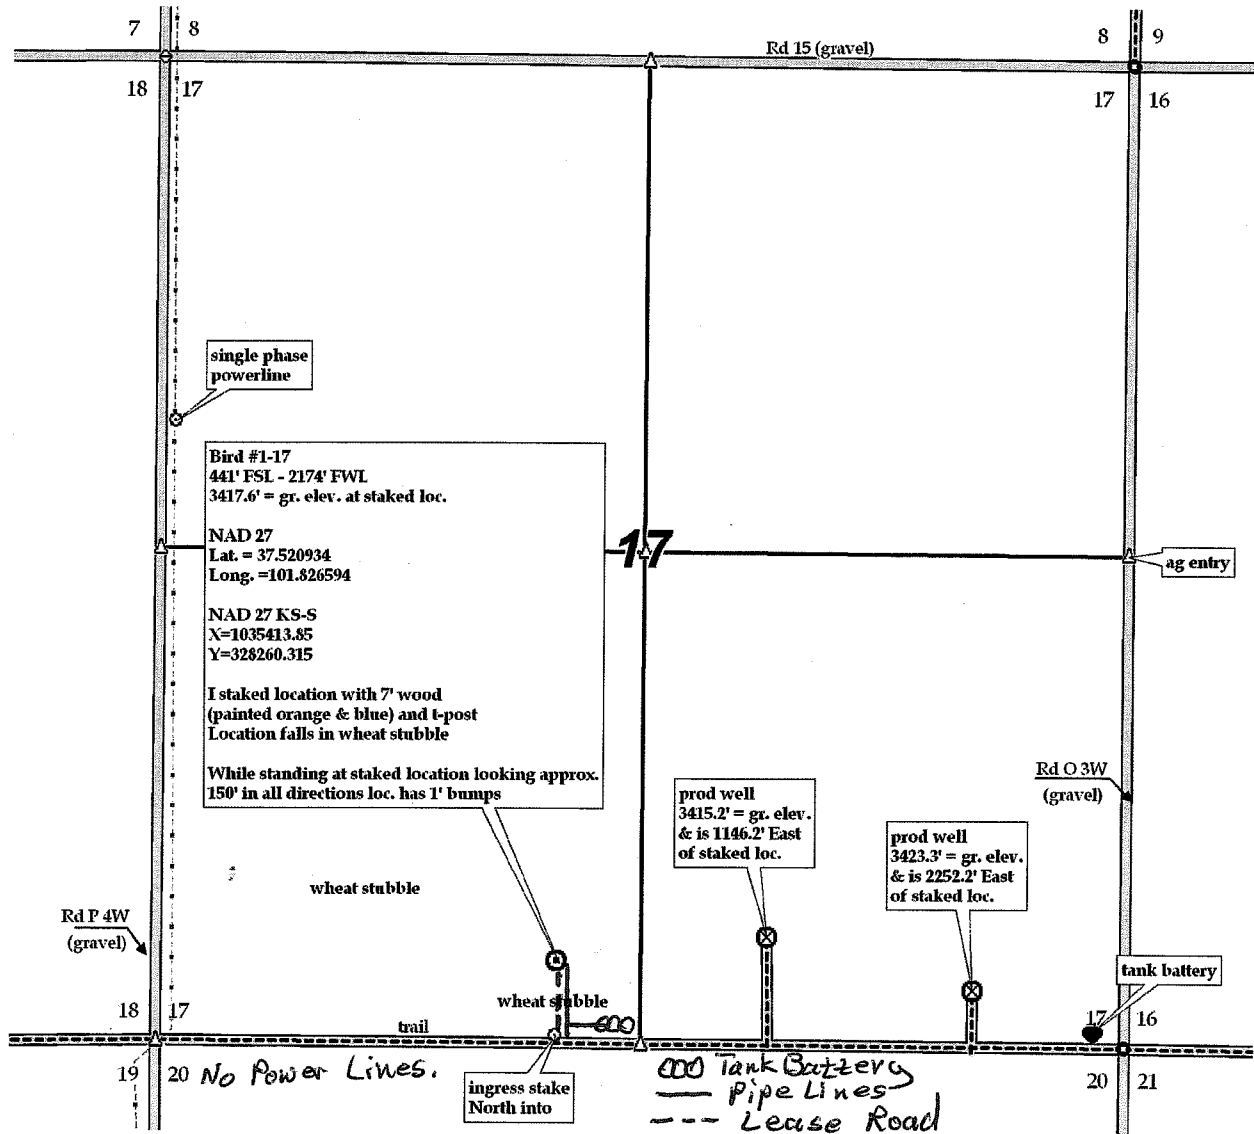 7 8
8 9
Rd 15 (gravel)
18 17
17 16
single phase
powerline
Bird #1-17
441' FSL - 2174' FWL
3417.6' = gr. elev. at staked loc.
NAD 27
Lat. = 37.520934
Long. =101.826594
NAD 27 KS-S
X=1035413.85
Y=328260.315
I staked location with 7' wood
(painted orange & blue) and t-post
Location falls in wheat stubble
While standing at staked location looking approx.
150' in all directions loc. has 1' bumps
17
ag entry
Rd O 3W
(gravel)
prod well
3415.2' = gr. elev.
& is 1146.2' East
of staked loc.
prod well
3423.3' = gr. elev.
& is 2252.2' East
of staked loc.
wheat stubble
Rd P 4W
(gravel)
wheat stubble
tank battery
18 17
trail
17 16
19 20
No Power Lines.
ingress stake
North into
Tank Battery
Pipe Lines
Lease Road
20 21